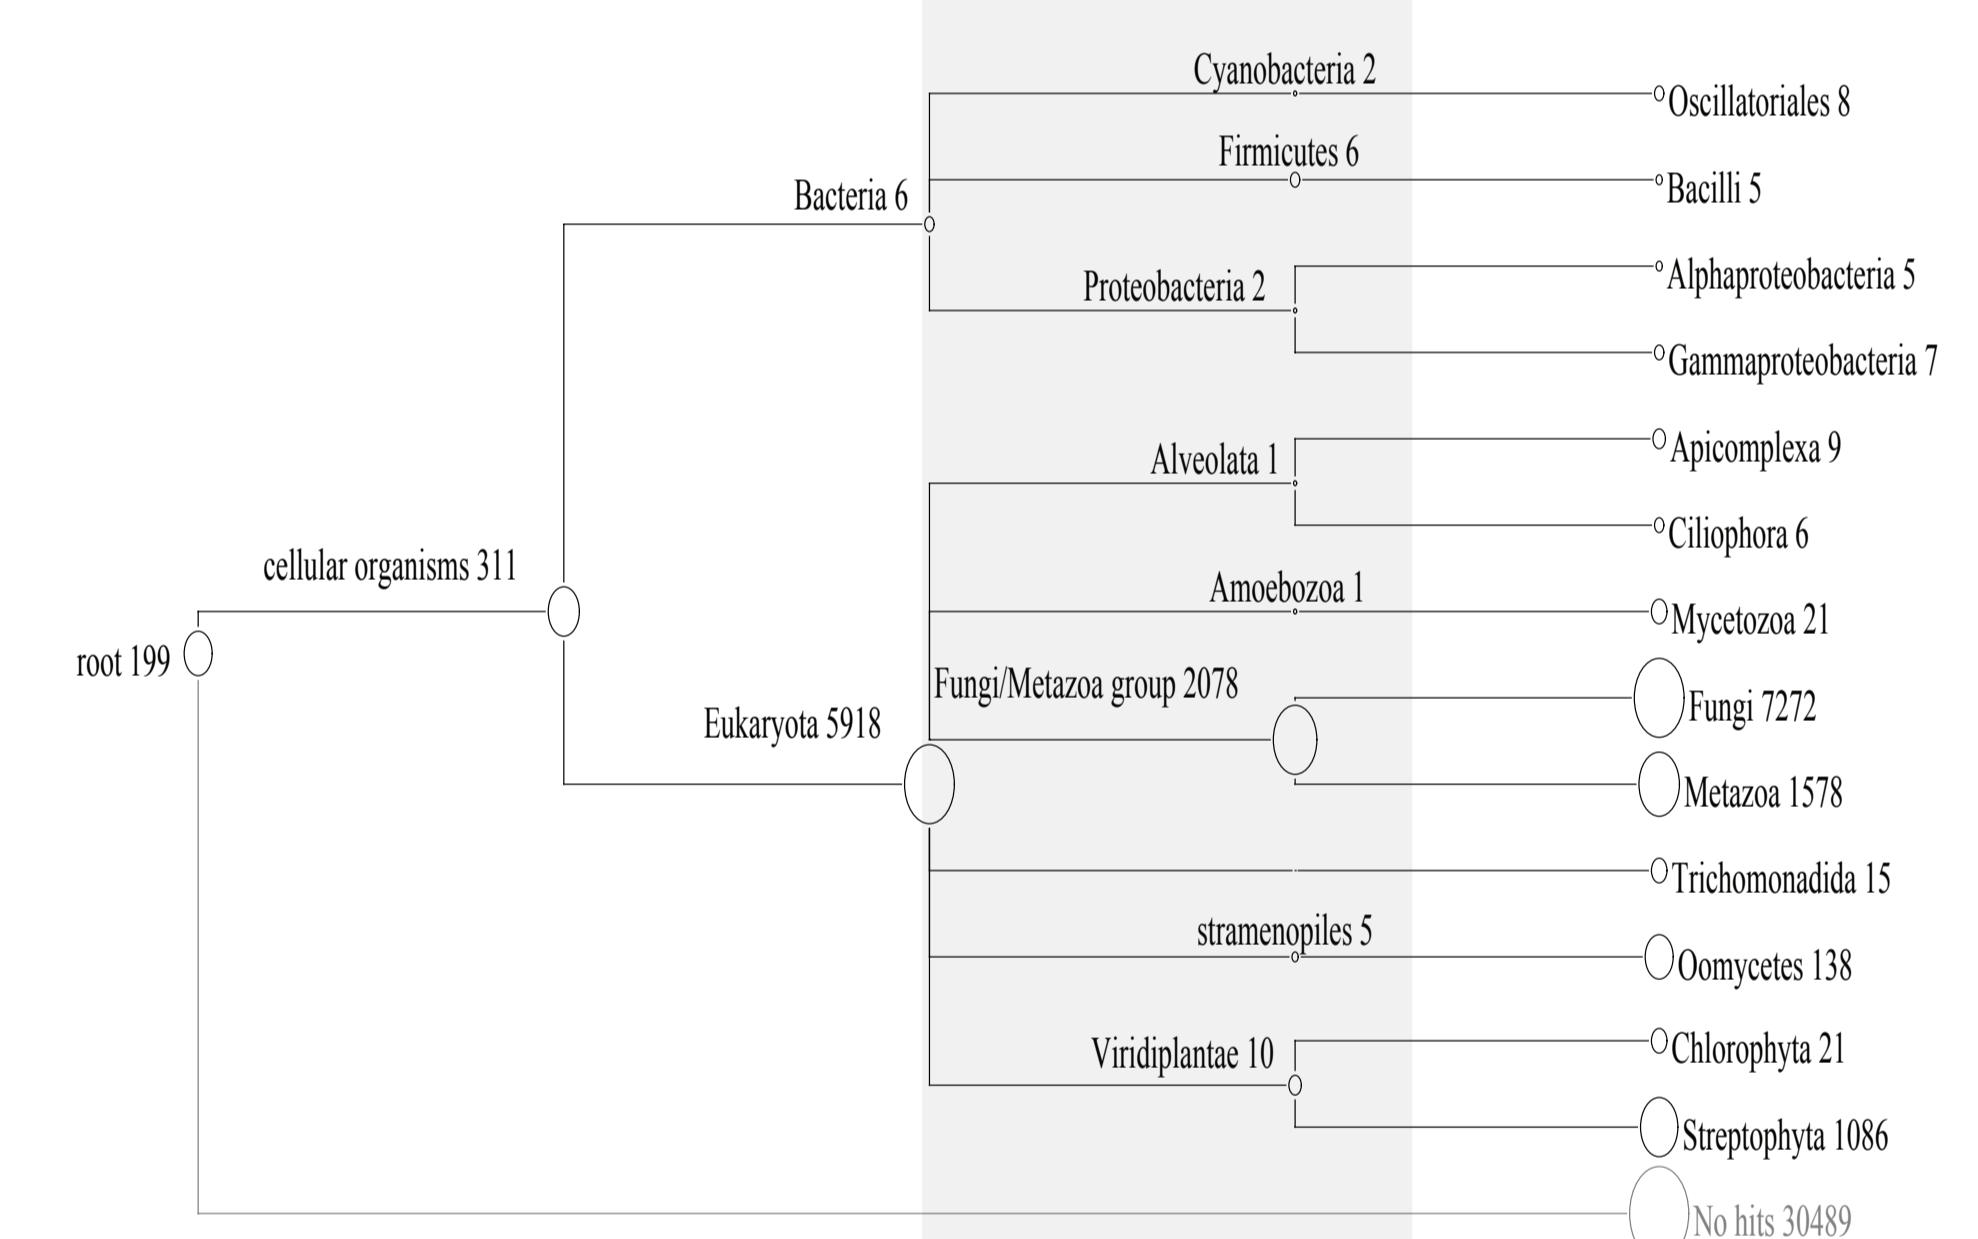 Cyanobacteria 2
Oscillatoriales 8
Firmicutes 6
Bacilli 5
Bacteria 6
Proteobacteria 2
Alphaproteobacteria 5
Gammaproteobacteria 7
Alveolata 1
Apicomplexa 9
Ciliophora 6
cellular organisms 311
Amoebozoa 1
Mycetozoa 21
root 199
Fungi/Metazoa group 2078
Fungi 7272
Eukaryota 5918
Metazoa 1578
Trichomonadida 15
stramenopiles 5
Oomycetes 138
Viridiplantae 10
Chlorophyta 21
Streptophyta 1086
No hits 30489